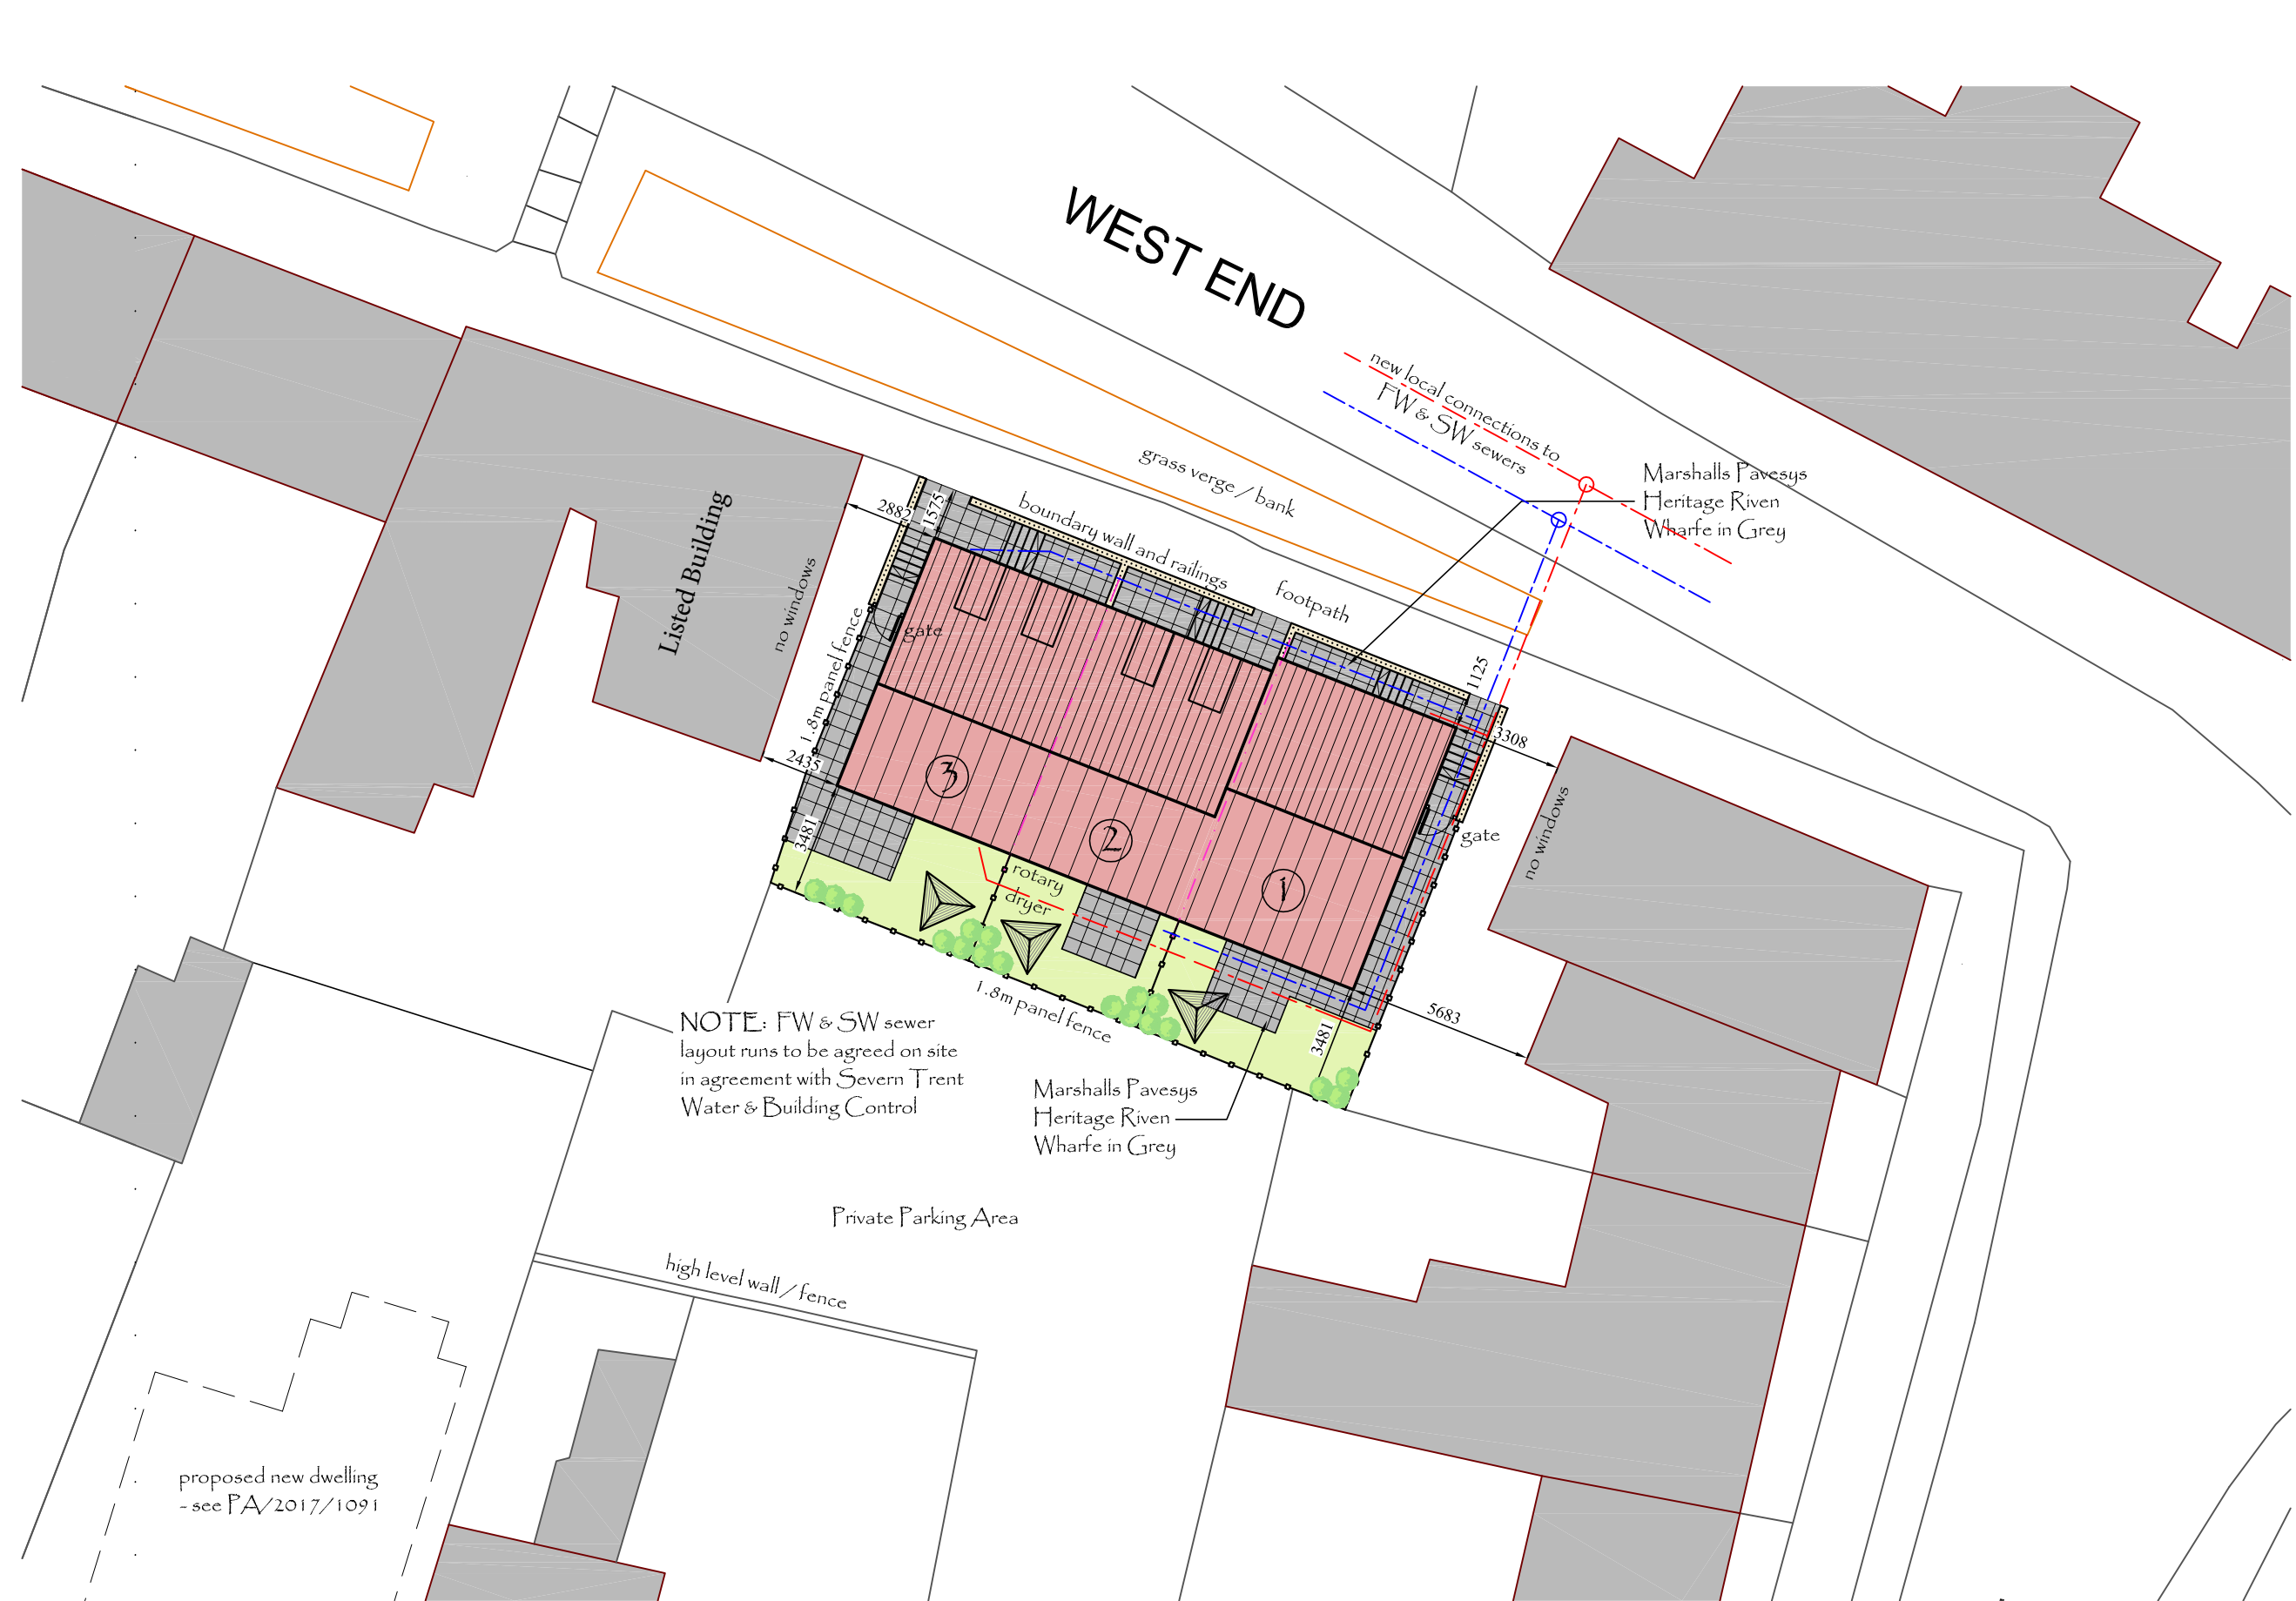 WEST END
new local connections to
FW & SW sewers
grass verge / bank
Marshalls Pavesys
Heritage Riven
Wharfe in Grey
Listed Building
no windows
2882
1575
boundary wall and railings
footpath
1.8m panel fence
gate
1125
3308
2435
3481
3
2
1
gate
no windows
rotary
dryer
1.8m panel fence
3481
5683
NOTE: FW & SW sewer
layout runs to be agreed on site
in agreement with Severn Trent
Water & Building Control
Marshalls Pavesys
Heritage Riven
Wharfe in Grey
Private Parking Area
high level wall / fence
proposed new dwelling
- see PA/2017/1091